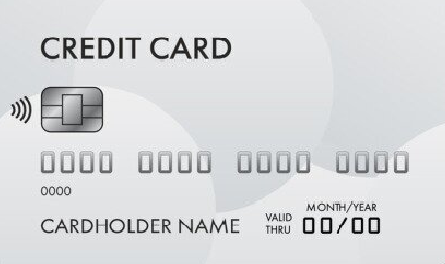 CREDIT CARD
0000 0000 0000 0000
0000
MONTH/YEAR
VALID THRU 00/00
CARDHOLDER NAME